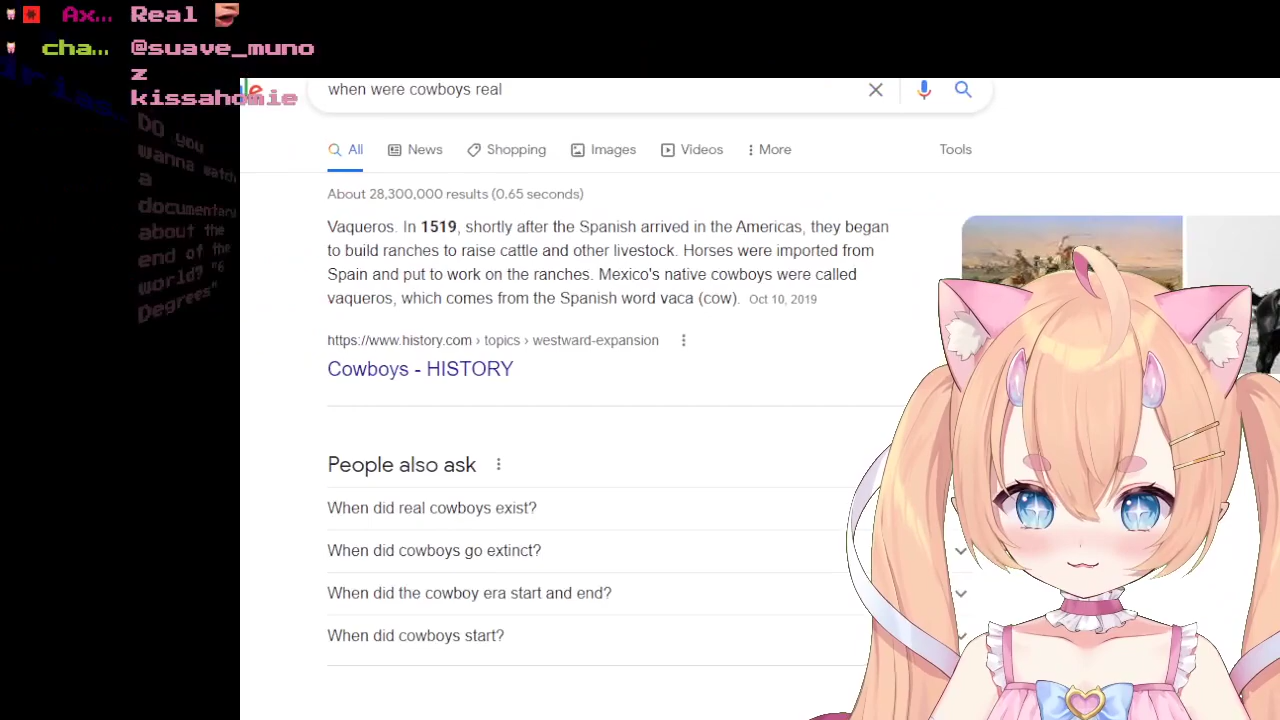 Ax... Real
cha... @suave_muno
z
kissahomie
DO you
wanna watch
a
documentary
about the
end of the
world? "6
Degrees"
when were cowboys real
All News Shopping Images Videos More Tools
About 28,300,000 results (0.65 seconds)
Vaqueros. In 1519, shortly after the Spanish arrived in the Americas, they began
to build ranches to raise cattle and other livestock. Horses were imported from
Spain and put to work on the ranches. Mexico's native cowboys were called
vaqueros, which comes from the Spanish word vaca (cow). Oct 10, 2019
https://www.history.com › topics › westward-expansion
Cowboys - HISTORY
People also ask
When did real cowboys exist?
When did cowboys go extinct?
When did the cowboy era start and end?
When did cowboys start?